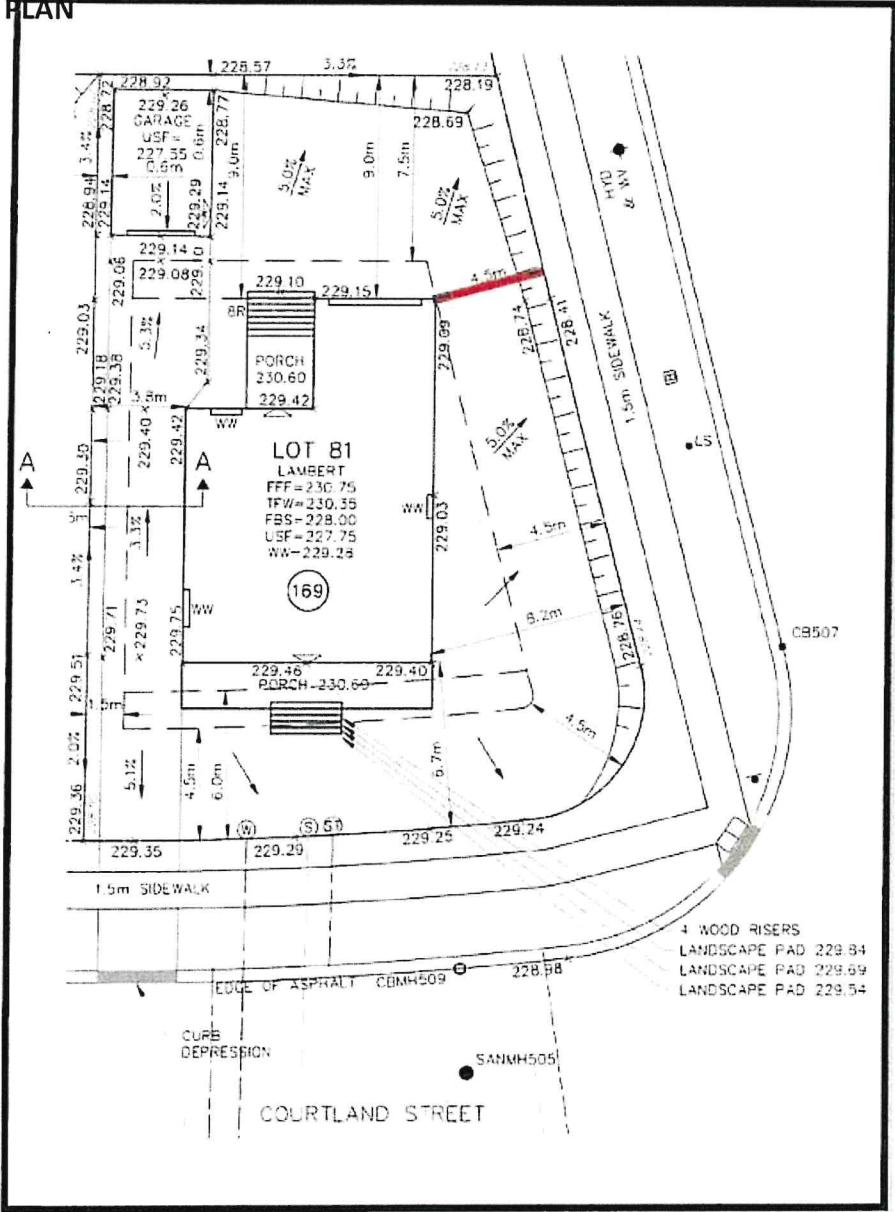 PLAN
228.57
3.3%
228.72
228.92
228.19
229.26
GARAGE
USF=
227.35
0.6m
0.6m
228.77
228.69
9.0m
9.0m
7.5m
5.0%
MAX
5.0%
MAX
3.4%
228.94
229.14
2.0%
229.29
229.14
HYD
& WV
229.14
229.06
229.08
229.10
229.10
229.15
4.5m
8R
229.03
5.3%
229.34
229.09
228.74
228.41
1.5m SIDEWALK
PORCH
230.60
229.18
229.38
3.8m
229.42
WW
229.40
229.42
LS
5.0%
MAX
A
A
229.30
LOT 81
LAMBERT
FFF=230.75
TFW=230.35
FBS=228.00
USF=227.75
WW=229.28
WW
229.03
3.3%
4.5m
3.4%
169
WW
229.71
229.73
229.75
8.2m
228.76
CB507
229.51
229.46
229.40
PORCH 230.60
1.5m
4.5m
2.0%
5.1%
4.5m
6.0m
6.7m
229.36
W
S
ST
229.35
229.29
229.25
229.24
1.5m SIDEWALK
4 WOOD RISERS
LANDSCAPE PAD 229.84
LANDSCAPE PAD 229.69
LANDSCAPE PAD 229.54
EDGE OF ASPHALT
CBMH509
228.98
CURB
DEPRESSION
SANMH505
COURTLAND STREET